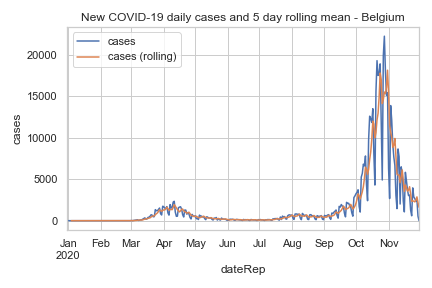 New COVID-19 daily cases and 5 day rolling mean - Belgium
cases
cases (rolling)
20000
15000
10000
5000
0
cases
Jan Feb Mar Apr May Jun Jul Aug Sep Oct Nov
2020
dateRep